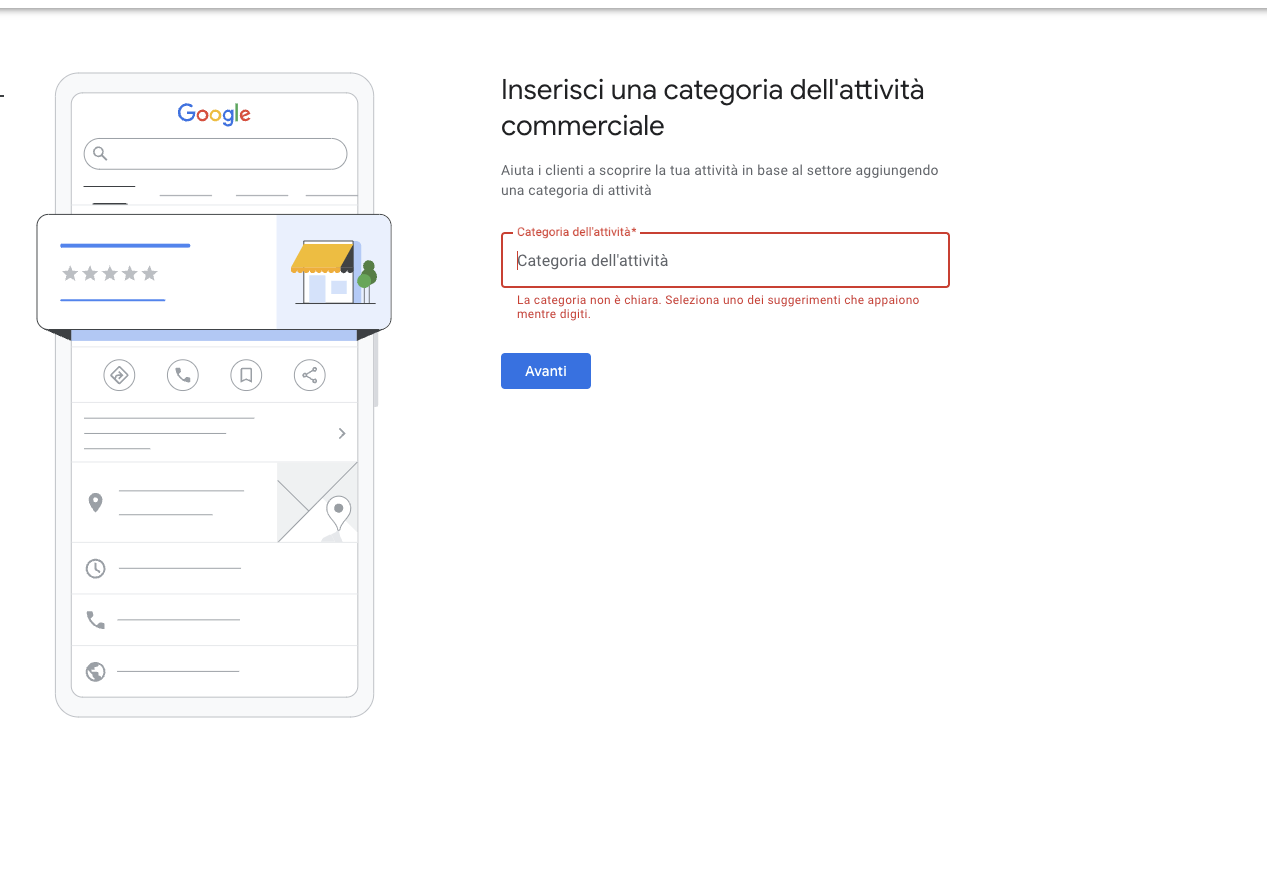 Google
Inserisci una categoria dell'attività
commerciale
Aiuta i clienti a scoprire la tua attività in base al settore aggiungendo
una categoria di attività
Categoria dell'attività*
Categoria dell'attività
La categoria non è chiara. Seleziona uno dei suggerimenti che appaiono
mentre digiti.
Avanti